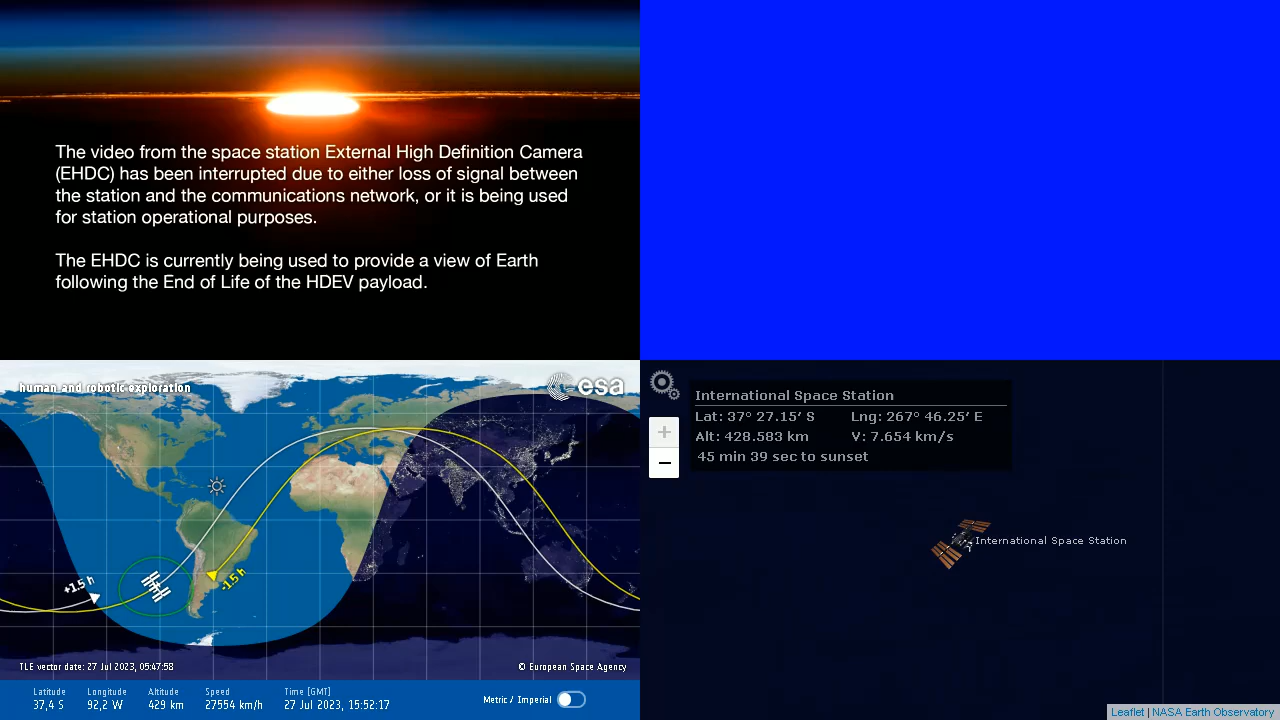 The video from the space station External High Definition Camera
(EHDC) has been interrupted due to either loss of signal between
the station and the communications network, or it is being used
for station operational purposes.
The EHDC is currently being used to provide a view of Earth
following the End of Life of the HDEV payload.
human and robotic exploration
esa
+1.5 h
-1.5 h
TLE vector date: 27 Jul 2023, 05:47:58
© European Space Agency
Latitude Longitude Altitude Speed Time [GMT]
37,4 S 92,2 W 429 km 27554 km/h 27 Jul 2023, 15:52:17
Metric / Imperial
International Space Station
Lat: 37° 27.15’ S Lng: 267° 46.25’ E
Alt: 428.583 km V: 7.654 km/s
45 min 39 sec to sunset
+
−
International Space Station
Leaflet | NASA Earth Observatory